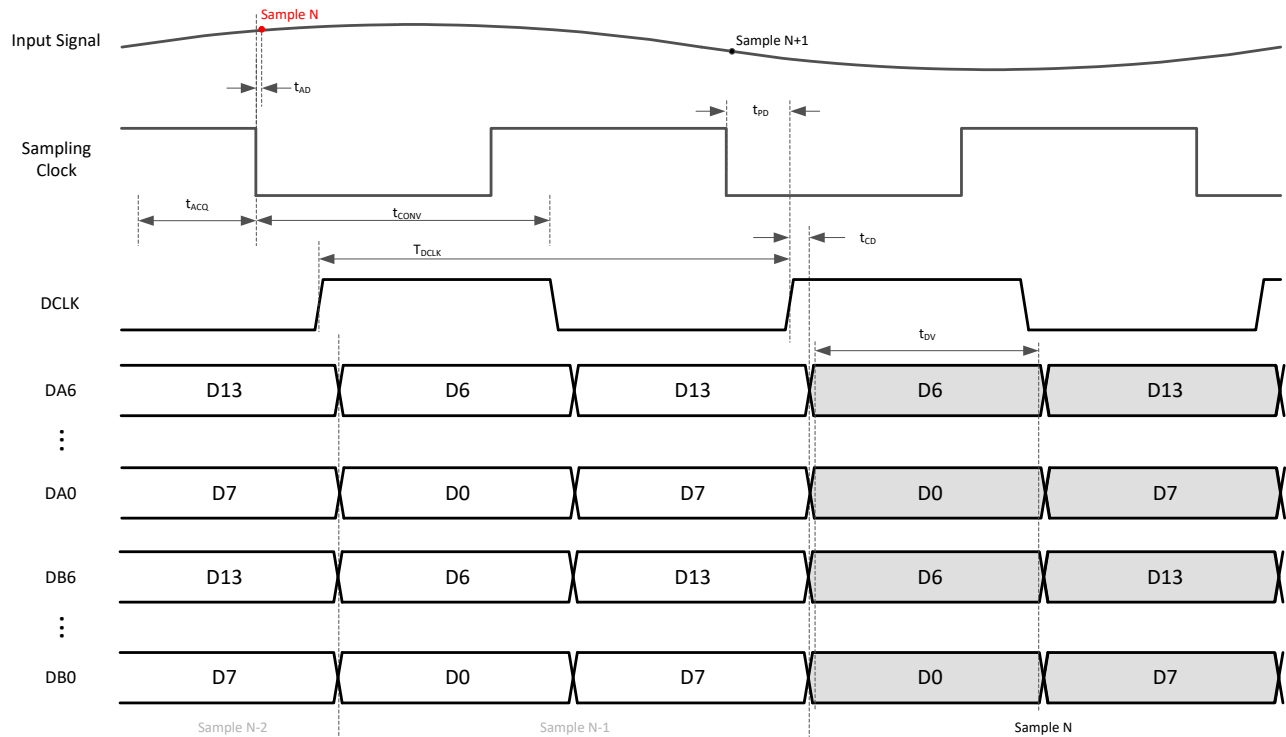 Sample N
Input Signal
Sample N+1
tAD
tPD
Sampling
Clock
tACQ
tCONV
tCD
TDCLK
DCLK
tDV
DA6 D13 D6 D13 D6 D13
DA0 D7 D0 D7 D0 D7
DB6 D13 D6 D13 D6 D13
DB0 D7 D0 D7 D0 D7
Sample N-2 Sample N-1 Sample N